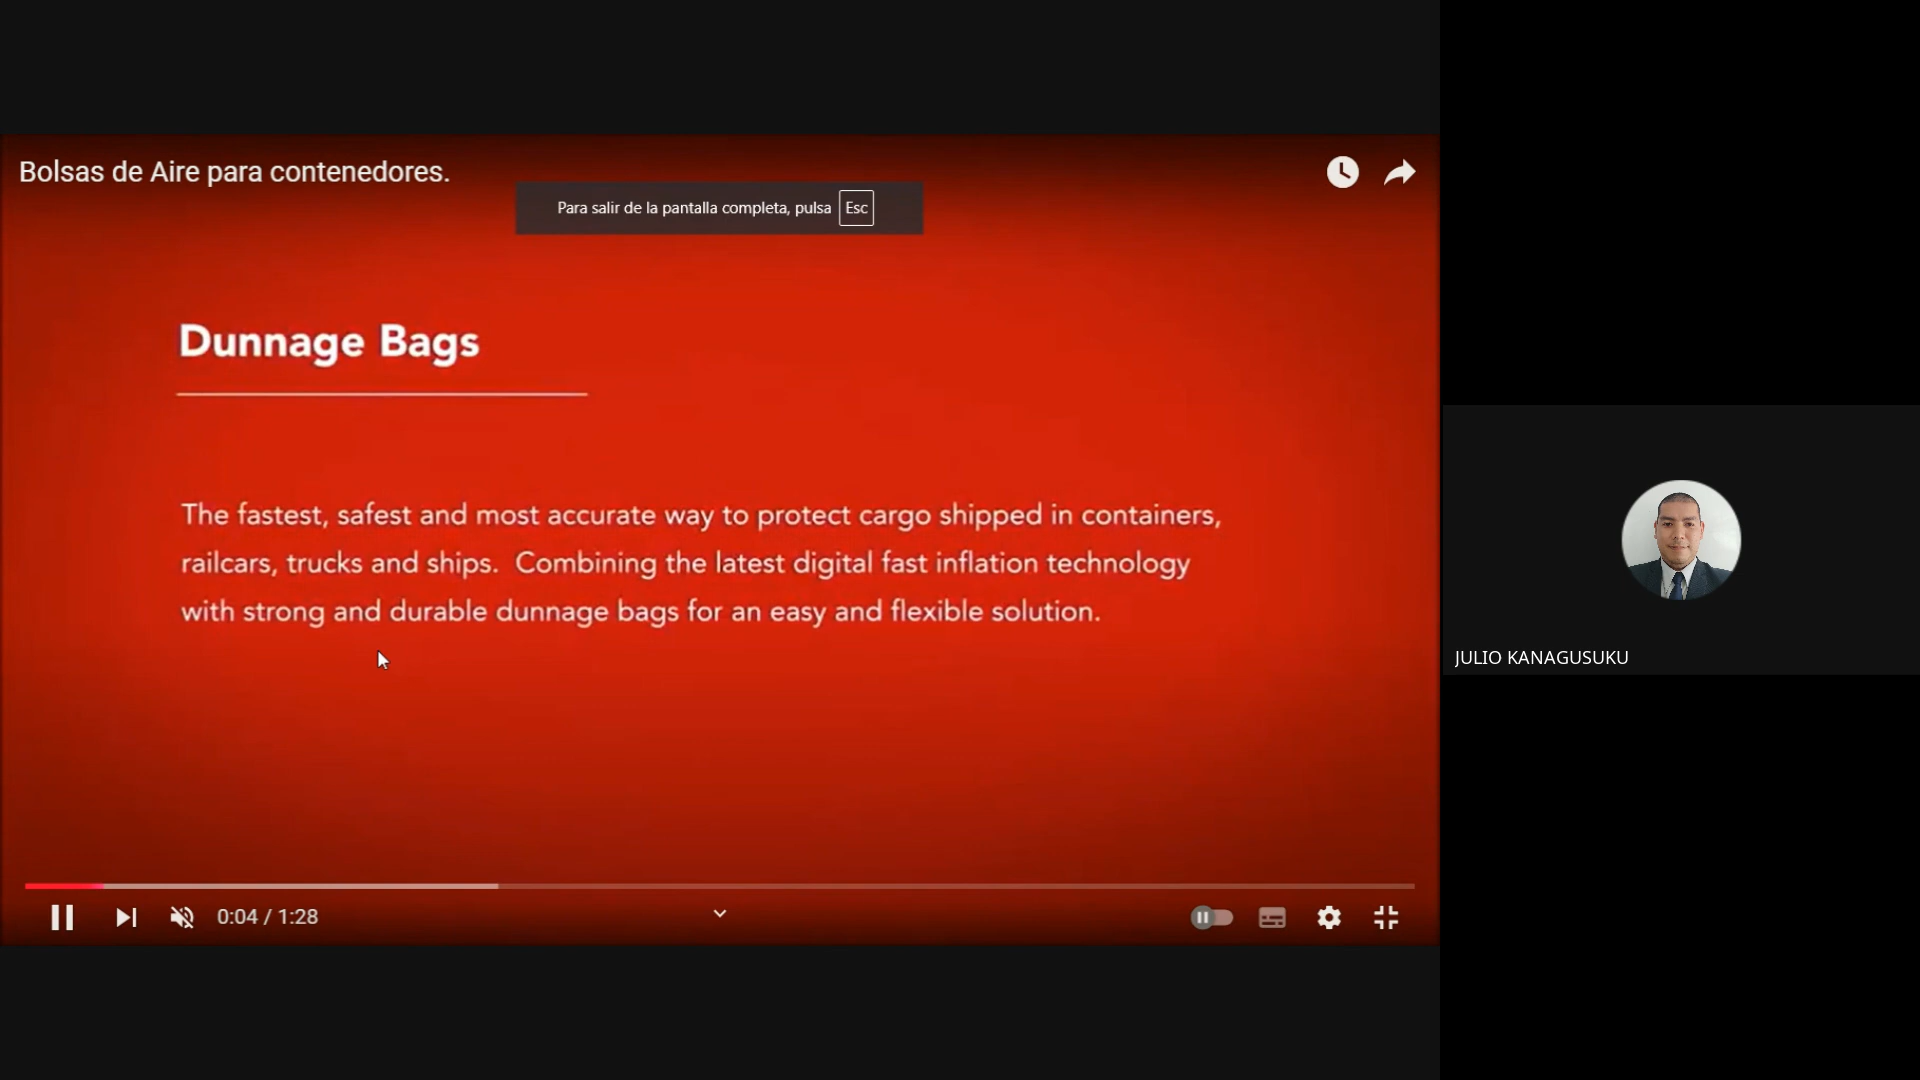 Bolsas de Aire para contenedores.
Para salir de la pantalla completa, pulsa Esc
Dunnage Bags
The fastest, safest and most accurate way to protect cargo shipped in containers,
railcars, trucks and ships.  Combining the latest digital fast inflation technology
with strong and durable dunnage bags for an easy and flexible solution.
0:04 / 1:28
JULIO KANAGUSUKU